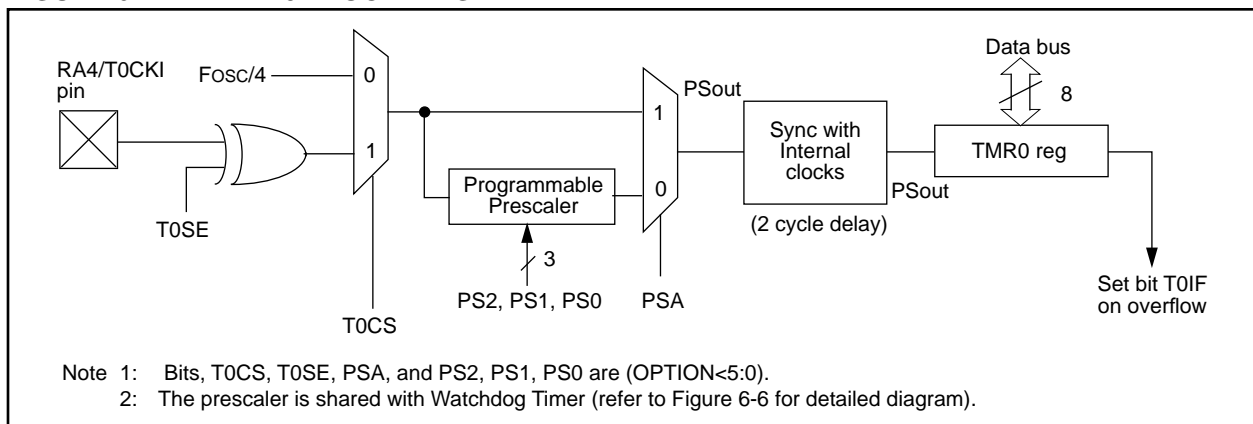 Data bus
RA4/T0CKI
pin
FOSC/4
0
1
T0SE
T0CS
Programmable
Prescaler
3
PS2, PS1, PS0
1
0
PSA
PSout
Sync with
Internal
clocks
(2 cycle delay)
PSout
8
TMR0 reg
Set bit T0IF
on overflow
Note 1: Bits, T0CS, T0SE, PSA, and PS2, PS1, PS0 are (OPTION<5:0).
2: The prescaler is shared with Watchdog Timer (refer to Figure 6-6 for detailed diagram).